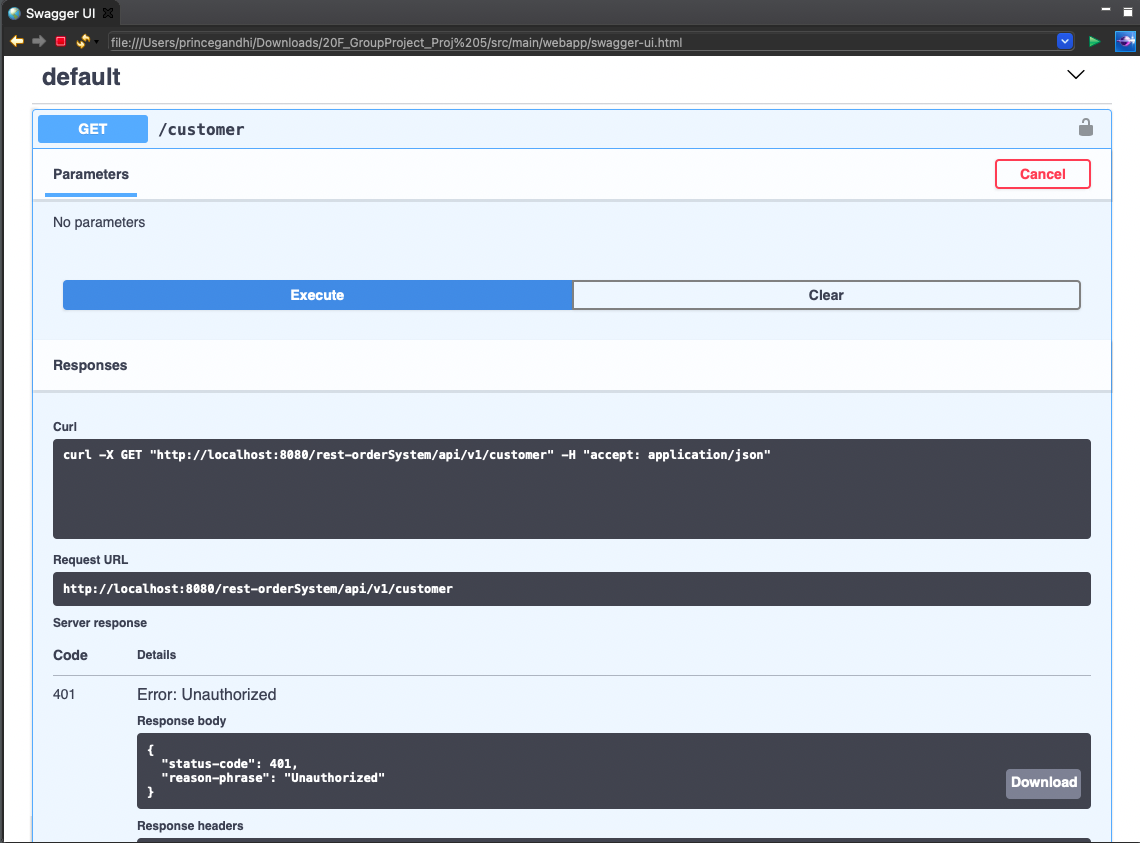 Swagger UI
file:///Users/princegandhi/Downloads/20F_GroupProject_Proj%205/src/main/webapp/swagger-ui.html
default
GET /customer
Parameters Cancel
No parameters
Execute Clear
Responses
Curl
curl -X GET "http://localhost:8080/rest-orderSystem/api/v1/customer" -H "accept: application/json"
Request URL
http://localhost:8080/rest-orderSystem/api/v1/customer
Server response
Code Details
401 Error: Unauthorized
Response body
{
  "status-code": 401,
  "reason-phrase": "Unauthorized"
}
Download
Response headers